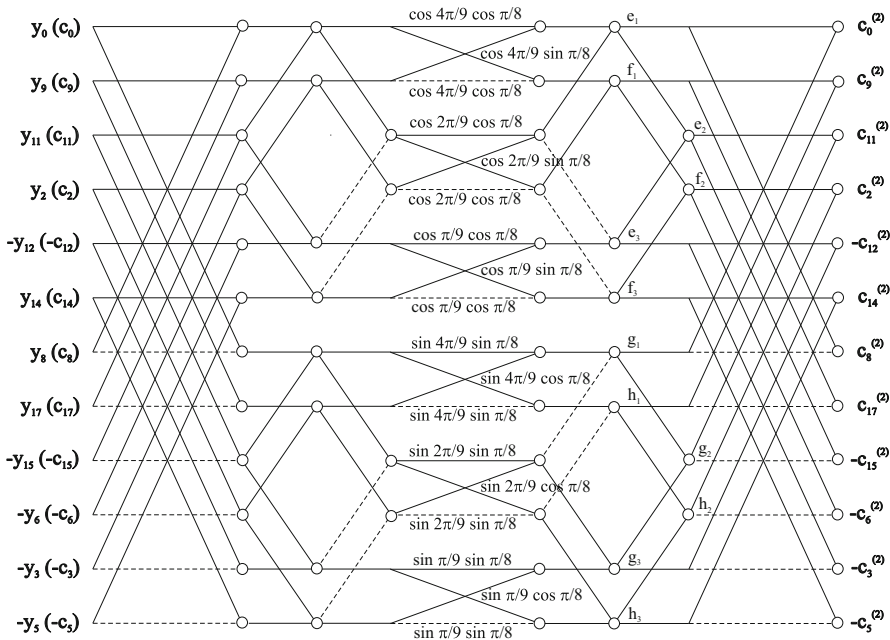 cos 4π/9 cos π/8
y₀ (c₀) e₁ c₀⁽²⁾
cos 4π/9 sin π/8
y₉ (c₉) f₁ c₉⁽²⁾
cos 4π/9 cos π/8
cos 2π/9 cos π/8
y₁₁ (c₁₁) e₂ c₁₁⁽²⁾
cos 2π/9 sin π/8
y₂ (c₂) f₂ c₂⁽²⁾
cos 2π/9 cos π/8
cos π/9 cos π/8
-y₁₂ (-c₁₂) e₃ -c₁₂⁽²⁾
cos π/9 sin π/8
y₁₄ (c₁₄) f₃ c₁₄⁽²⁾
cos π/9 cos π/8
sin 4π/9 sin π/8
y₈ (c₈) g₁ c₈⁽²⁾
sin 4π/9 cos π/8
y₁₇ (c₁₇) h₁ c₁₇⁽²⁾
sin 4π/9 sin π/8
sin 2π/9 sin π/8
-y₁₅ (-c₁₅) g₂ -c₁₅⁽²⁾
sin 2π/9 cos π/8
-y₆ (-c₆) h₂ -c₆⁽²⁾
sin 2π/9 sin π/8
sin π/9 sin π/8
-y₃ (-c₃) g₃ -c₃⁽²⁾
sin π/9 cos π/8
-y₅ (-c₅) h₃ -c₅⁽²⁾
sin π/9 sin π/8